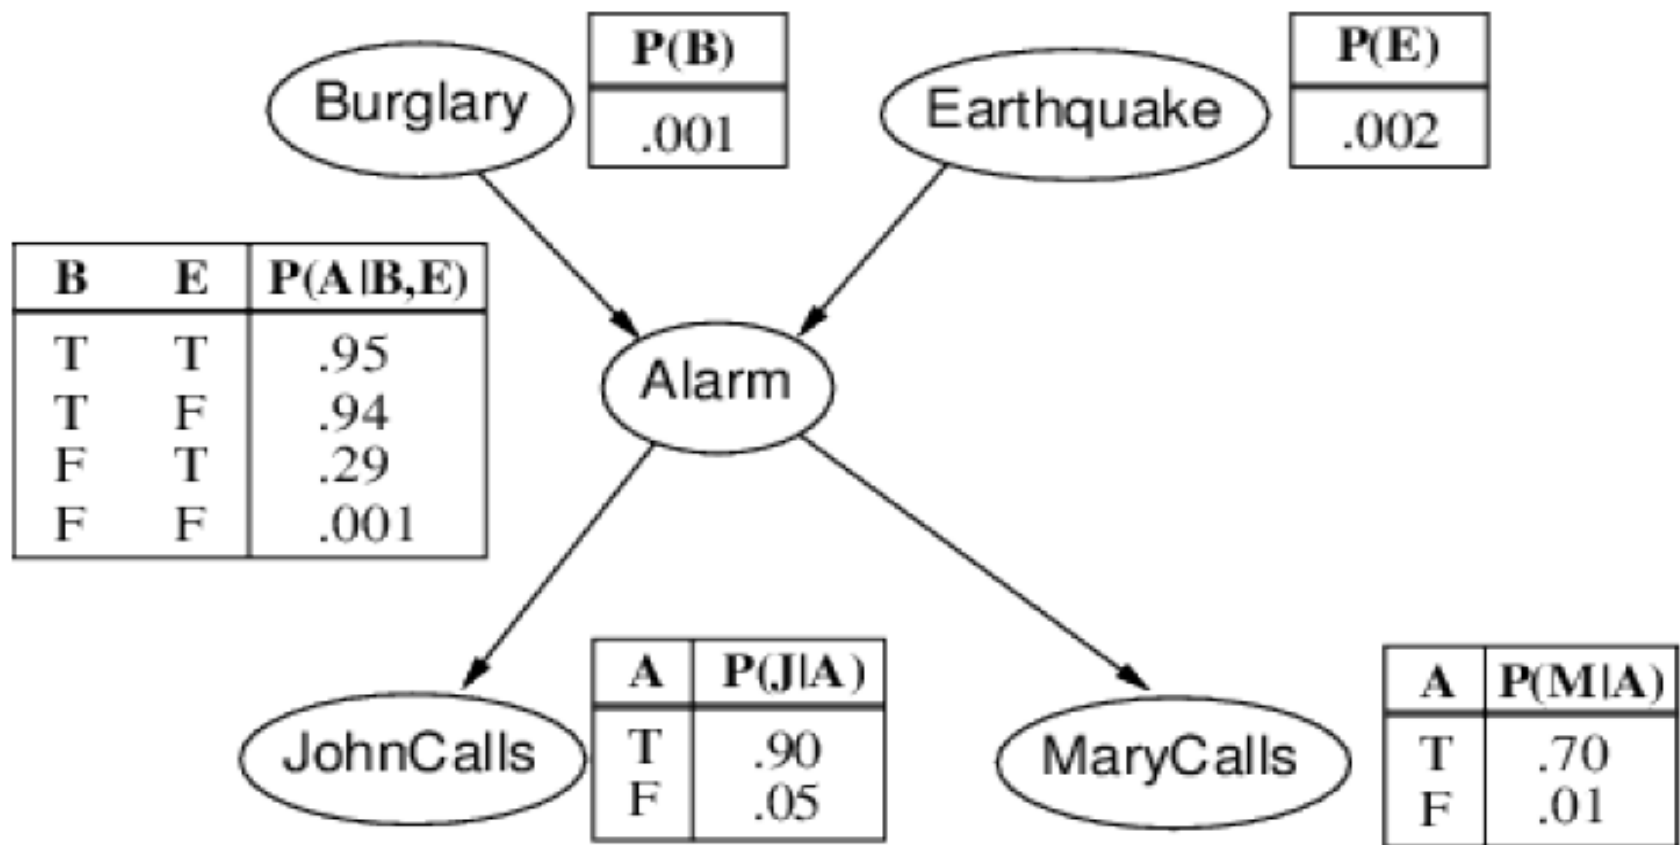 Burglary
P(B)
.001
Earthquake
P(E)
.002
B E P(A|B,E)
T T .95
T F .94
F T .29
F F .001
Alarm
JohnCalls
A P(J|A)
T .90
F .05
MaryCalls
A P(M|A)
T .70
F .01